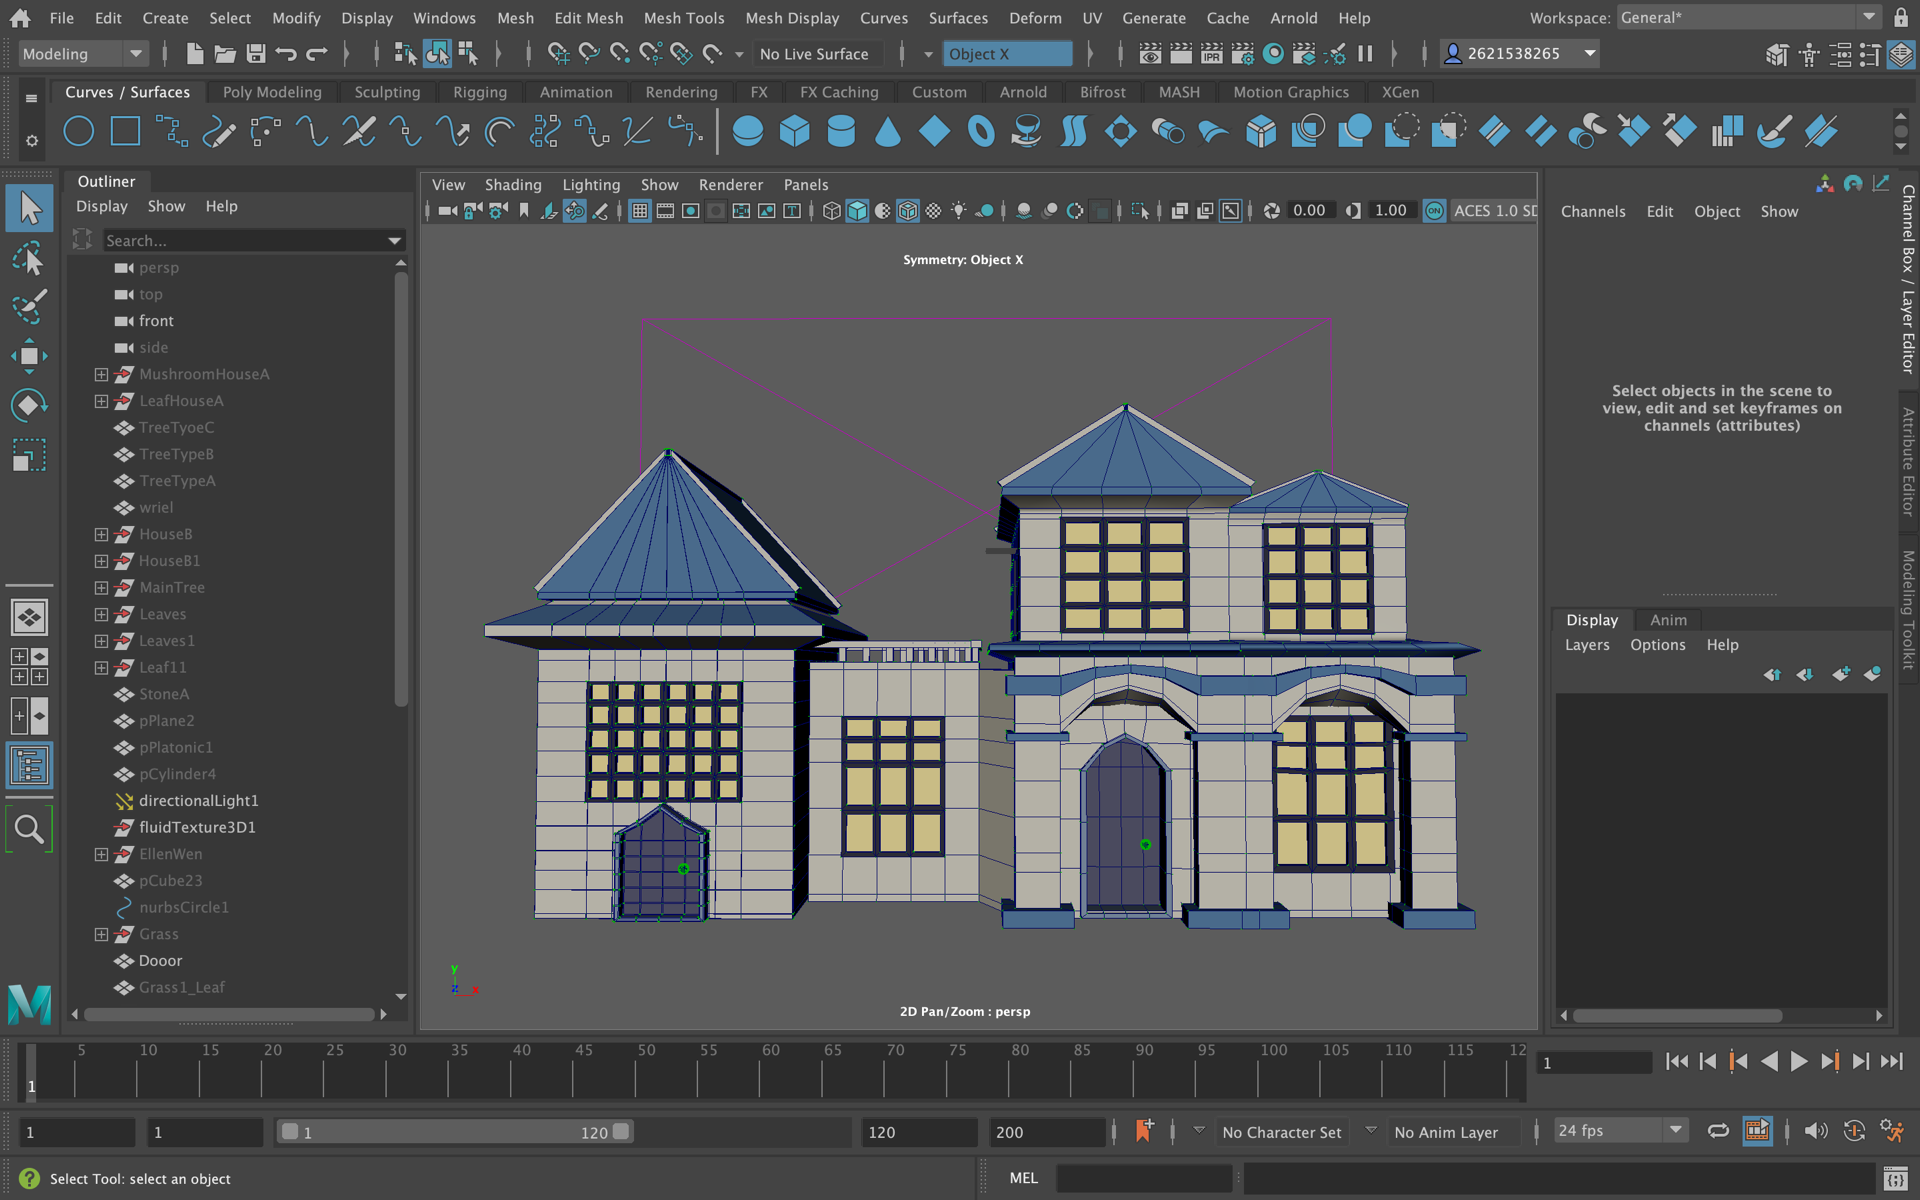 File Edit Create Select Modify Display Windows Mesh Edit Mesh Mesh Tools Mesh Display Curves Surfaces Deform UV Generate Cache Arnold Help Workspace: General*
Modeling No Live Surface Object X IPR 2621538265
Curves / Surfaces Poly Modeling Sculpting Rigging Animation Rendering FX FX Caching Custom Arnold Bifrost MASH Motion Graphics XGen
Outliner
Display Show Help
Search...
persp
top
front
side
MushroomHouseA
LeafHouseA
TreeTyoeC
TreeTypeB
TreeTypeA
wriel
HouseB
HouseB1
MainTree
Leaves
Leaves1
Leaf11
StoneA
pPlane2
pPlatonic1
pCylinder4
directionalLight1
fluidTexture3D1
EllenWen
pCube23
nurbsCircle1
Grass
Dooor
Grass1_Leaf
View Shading Lighting Show Renderer Panels
0.00 1.00 ON ACES 1.0 SD
Symmetry: Object X
y
z x
2D Pan/Zoom : persp
Channels Edit Object Show
Select objects in the scene to
view, edit and set keyframes on
channels (attributes)
Display Anim
Layers Options Help
Channel Box / Layer Editor
Attribute Editor
Modeling Toolkit
5 10 15 20 25 30 35 40 45 50 55 60 65 70 75 80 85 90 95 100 105 110 115 12
1
1
1 1 1 120 120 200 No Character Set No Anim Layer 24 fps
Select Tool: select an object MEL